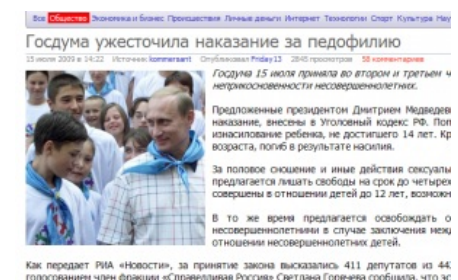 Все Общество Экономика и бизнес Происшествия Личные деньги Интернет Технологии Спорт Культура Нау
Госдума ужесточила наказание за педофилию
15 июля 2009 в 14:22 Источник: kommersant Опубликовал Friday13 2845 просмотров 58 комментариев
Госдума 15 июля приняла во втором и третьем ч
неприкосновенности несовершеннолетних.
Предложенные президентом Дмитрием Медведев
наказание, внесены в Уголовный кодекс РФ. Поп
изнасилование ребенка, не достигшего 14 лет. Кр
возраста, погиб в результате насилия.
За половое сношение и иные действия сексуаль
предлагается лишать свободы на срок до четырех
совершены в отношении детей до 12 лет, возможн
В то же время предлагается освобождать о
несовершеннолетними в случае заключения меж
отношении несовершеннолетних детей.
Как передает РИА «Новости», за принятие закона высказались 411 депутатов из 44
голосованием член фракции «Справедливая Россия» Светлана Горячева сообщила, что